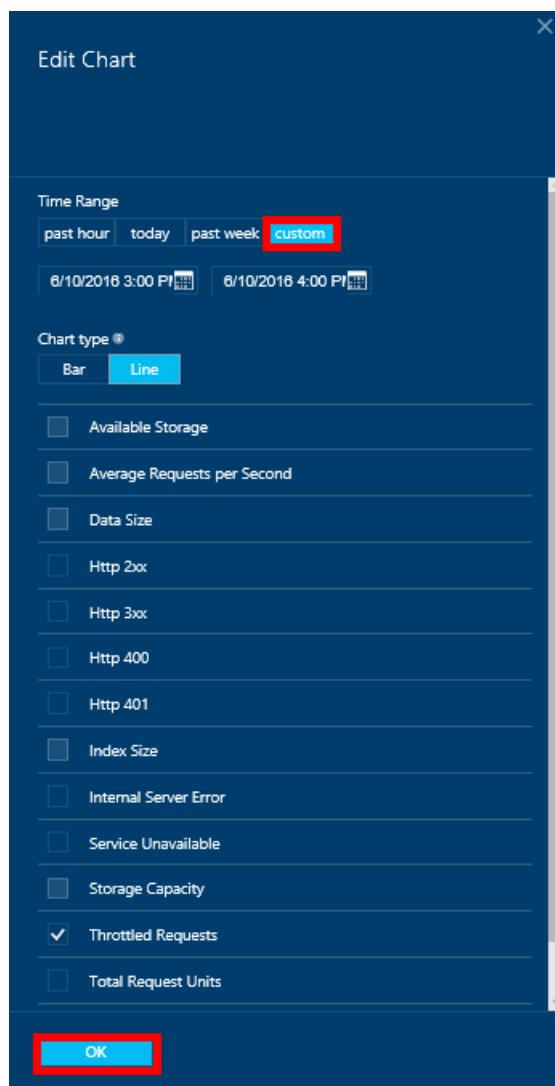 Edit Chart
Time Range
past hour today past week custom
6/10/2016 3:00 PM 6/10/2016 4:00 PM
Chart type
Bar Line
Available Storage
Average Requests per Second
Data Size
Http 2xx
Http 3xx
Http 400
Http 401
Index Size
Internal Server Error
Service Unavailable
Storage Capacity
Throttled Requests
Total Request Units
OK